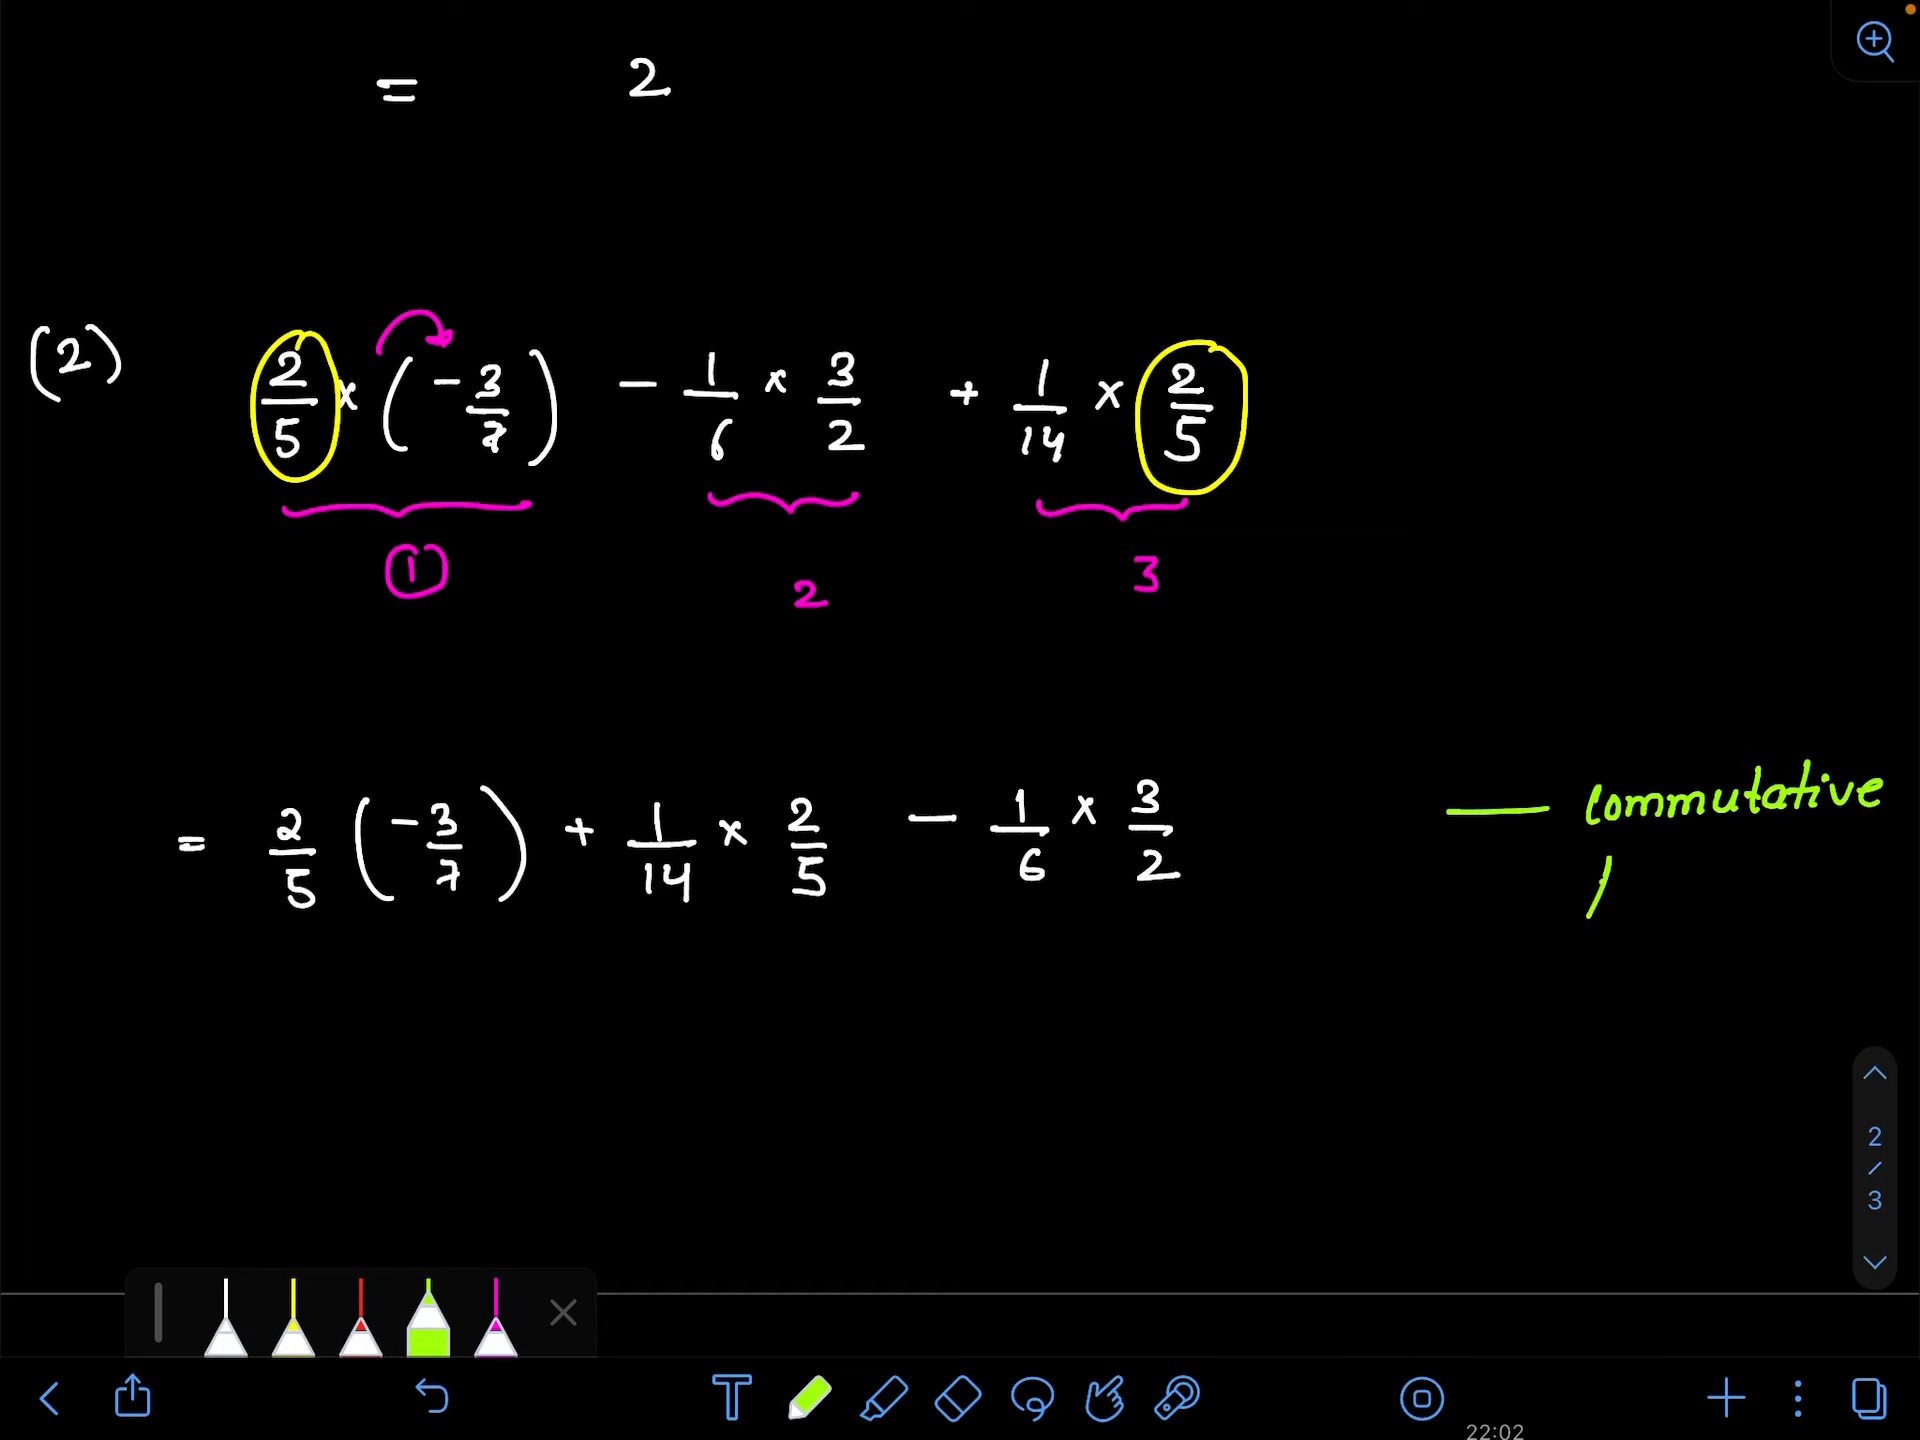 = 2
(2) 2/5 × (-3/7) - 1/6 × 3/2 + 1/14 × 2/5
1 2 3
= 2/5 (-3/7) + 1/14 × 2/5 - 1/6 × 3/2 — commutative
2
/
3
T
22:02